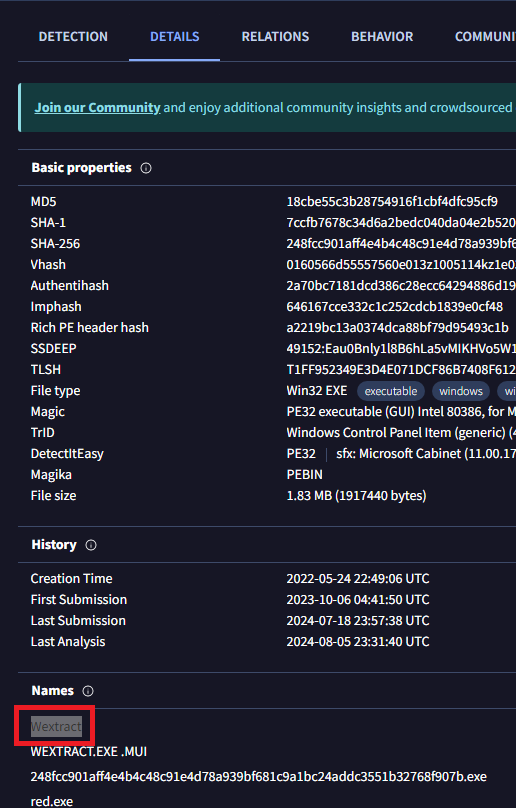 DETECTION DETAILS RELATIONS BEHAVIOR COMMUNI
Join our Community and enjoy additional community insights and crowdsourced
Basic properties
MD5 18cbe55c3b28754916f1cbf4dfc95cf9
SHA-1 7ccfb7678c34d6a2bedc040da04e2b520
SHA-256 248fcc901aff4e4b4c48c91e4d78a939bf6
Vhash 0160566d55557560e013z1005114kz1e0
Authentihash 2a70bc7181dcd386c28ecc64294886d19
Imphash 646167cce332c1c252cdcb1839e0cf48
Rich PE header hash a2219bc13a0374dca88bf79d95493c1b
SSDEEP 49152:Eau0Bnly1l8B6hLa5vMIKHVo5W1
TLSH T1FF952349E3D4E071DCF86B7408F612
File type Win32 EXE executable windows wi
Magic PE32 executable (GUI) Intel 80386, for M
TrID Windows Control Panel Item (generic) (4
DetectItEasy PE32 sfx: Microsoft Cabinet (11.00.17
Magika PEBIN
File size 1.83 MB (1917440 bytes)
History
Creation Time 2022-05-24 22:49:06 UTC
First Submission 2023-10-06 04:41:50 UTC
Last Submission 2024-07-18 23:57:38 UTC
Last Analysis 2024-08-05 23:31:40 UTC
Names
Wextract
WEXTRACT.EXE .MUI
248fcc901aff4e4b4c48c91e4d78a939bf681c9a1bc24addc3551b32768f907b.exe
red.exe